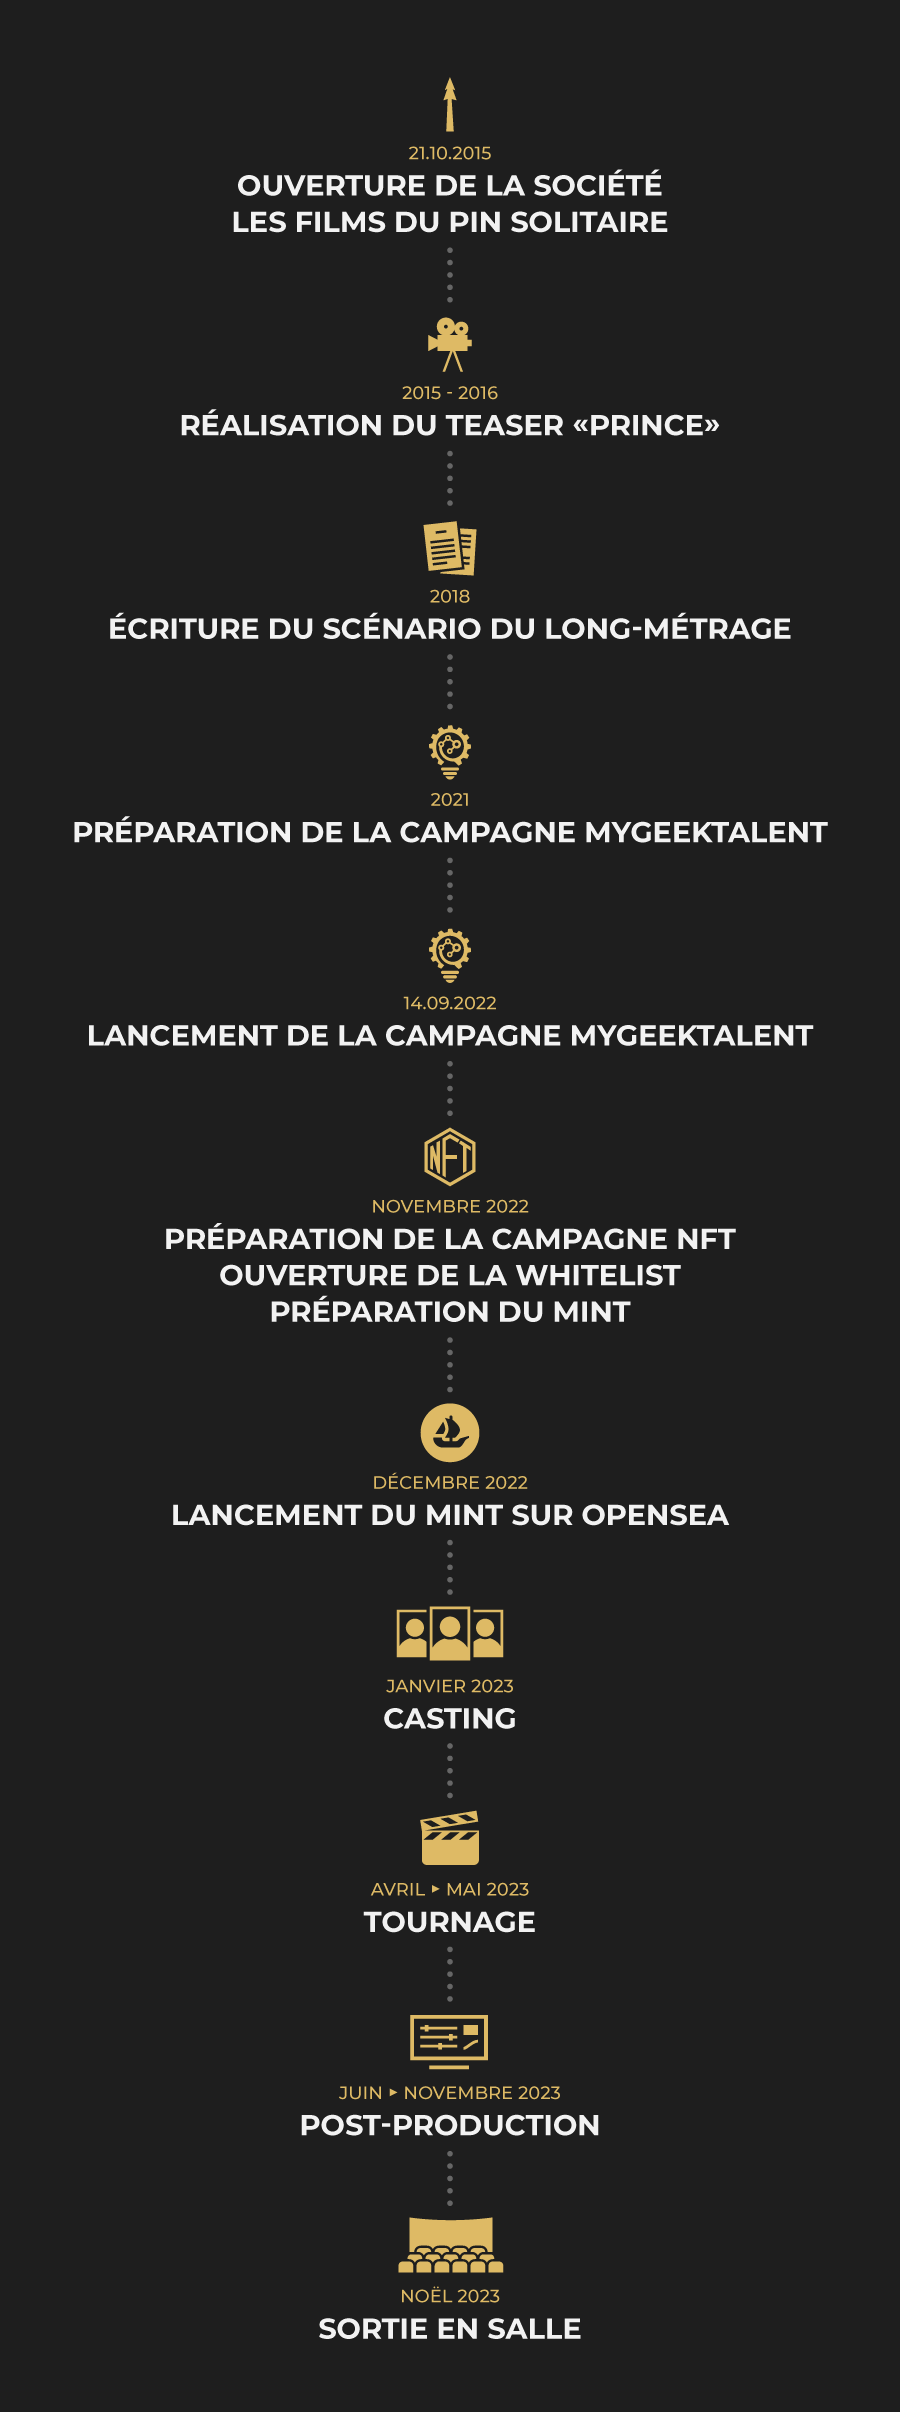 21.10.2015
OUVERTURE DE LA SOCIÉTÉ
LES FILMS DU PIN SOLITAIRE
2015 - 2016
RÉALISATION DU TEASER «PRINCE»
2018
ÉCRITURE DU SCÉNARIO DU LONG-MÉTRAGE
2021
PRÉPARATION DE LA CAMPAGNE MYGEEKTALENT
14.09.2022
LANCEMENT DE LA CAMPAGNE MYGEEKTALENT
NFT
NOVEMBRE 2022
PRÉPARATION DE LA CAMPAGNE NFT
OUVERTURE DE LA WHITELIST
PRÉPARATION DU MINT
DÉCEMBRE 2022
LANCEMENT DU MINT SUR OPENSEA
JANVIER 2023
CASTING
AVRIL ▸ MAI 2023
TOURNAGE
JUIN ▸ NOVEMBRE 2023
POST-PRODUCTION
NOËL 2023
SORTIE EN SALLE